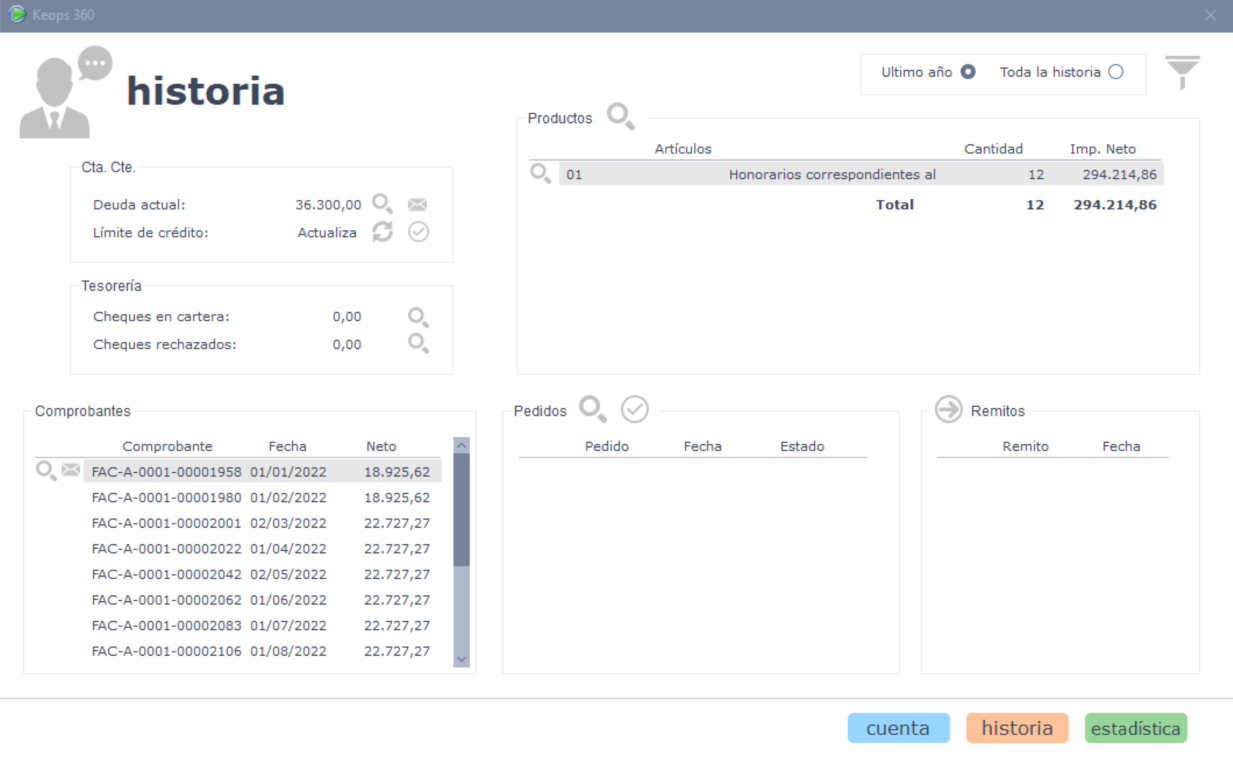 Keops 360
historia
Ultimo año Toda la historia
Cta. Cte.
Deuda actual: 36.300,00
Límite de crédito: Actualiza
Tesorería
Cheques en cartera: 0,00
Cheques rechazados: 0,00
Productos
Artículos Cantidad Imp. Neto
01 Honorarios correspondientes al 12 294.214,86
Total 12 294.214,86
Comprobantes
Comprobante Fecha Neto
FAC-A-0001-00001958 01/01/2022 18.925,62
FAC-A-0001-00001980 01/02/2022 18.925,62
FAC-A-0001-00002001 02/03/2022 22.727,27
FAC-A-0001-00002022 01/04/2022 22.727,27
FAC-A-0001-00002042 02/05/2022 22.727,27
FAC-A-0001-00002062 01/06/2022 22.727,27
FAC-A-0001-00002083 01/07/2022 22.727,27
FAC-A-0001-00002106 01/08/2022 22.727,27
Pedidos
Pedido Fecha Estado
Remitos
Remito Fecha
cuenta historia estadística